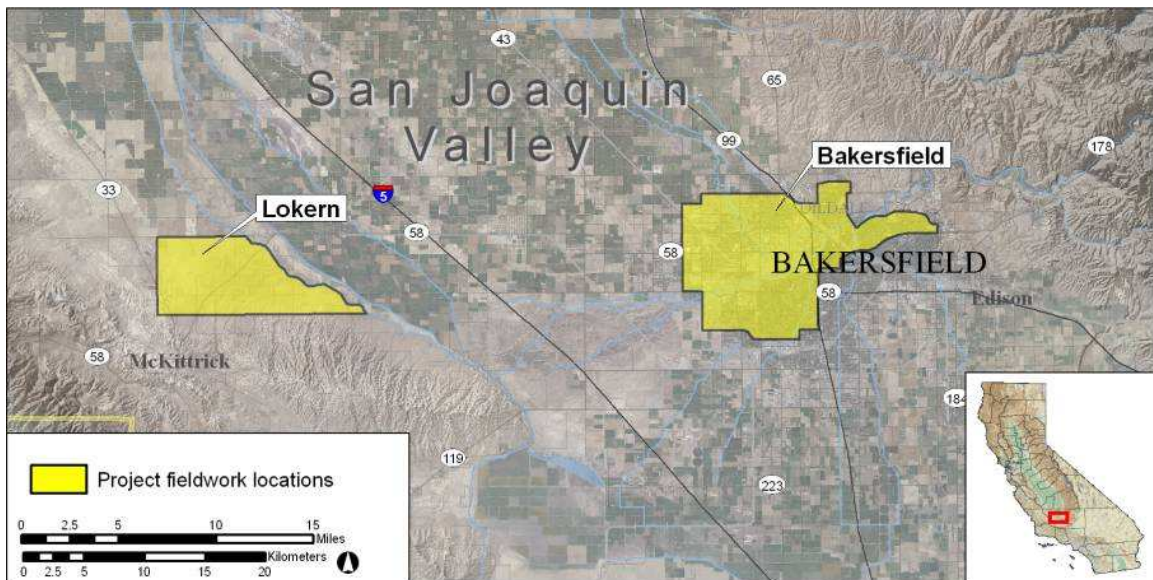 43
65
San Joaquin
Valley
99
178
Bakersfield
33
Lokern
5
58
58
BAKERSFIELD
58
Edison
58
McKittrick
184
119
223
Project fieldwork locations
0 2.5 5 10 15
Miles
Kilometers
0 2.5 5 10 15 20